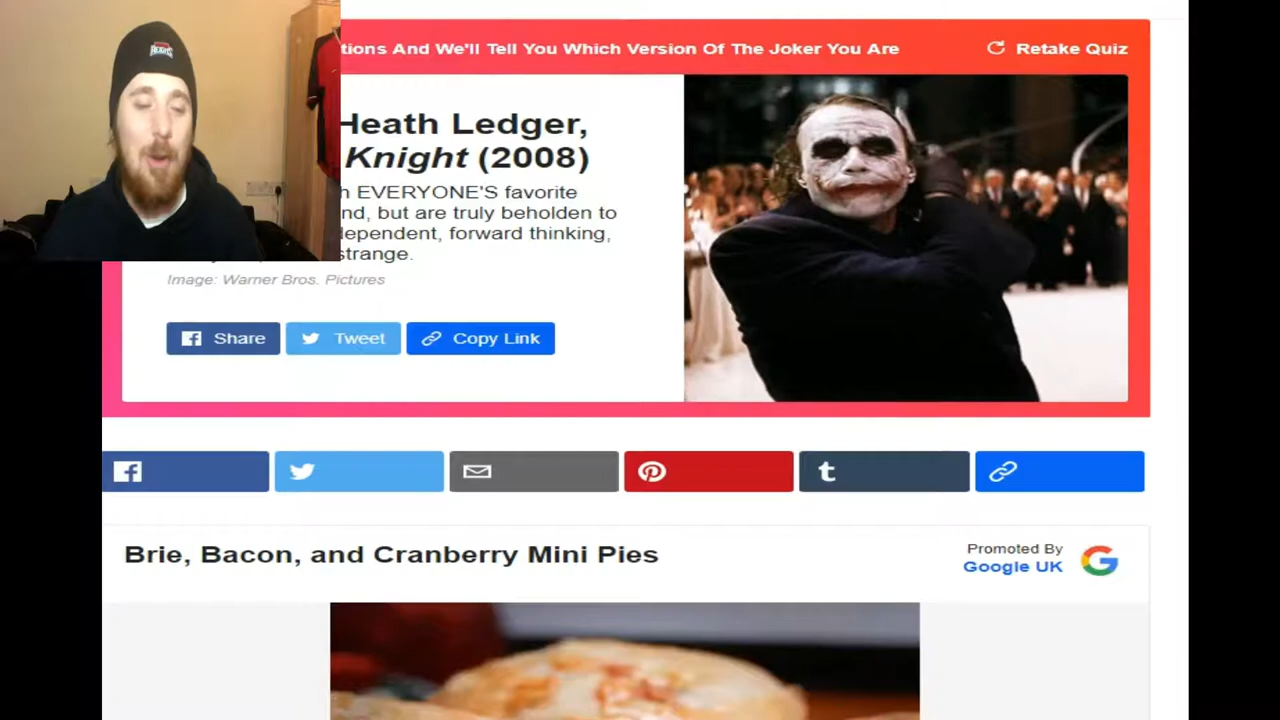 tions And We'll Tell You Which Version Of The Joker You Are
Retake Quiz
Heath Ledger,
Knight (2008)
h EVERYONE'S favorite
nd, but are truly beholden to
dependent, forward thinking,
strange.
Image: Warner Bros. Pictures
Share
Tweet
Copy Link
Brie, Bacon, and Cranberry Mini Pies
Promoted By
Google UK